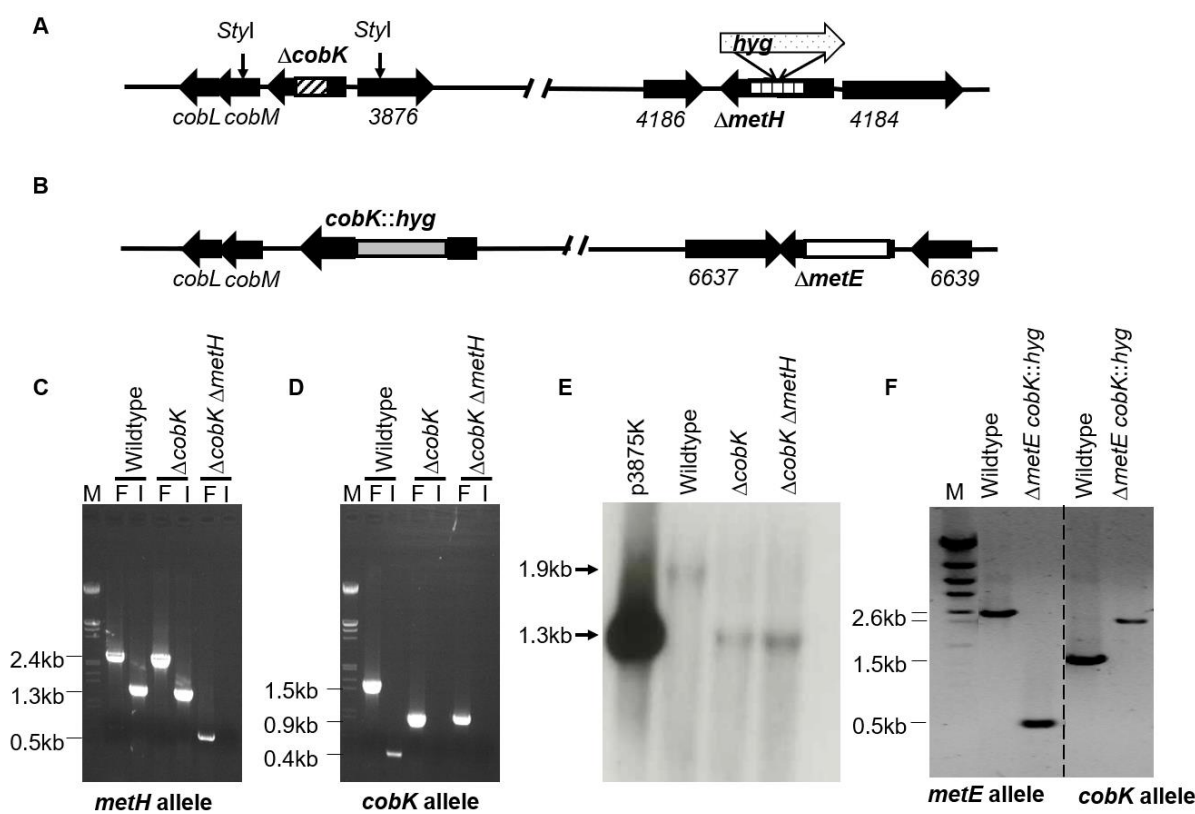 A
StyI StyI
ΔcobK
hyg
cobL cobM 3876 4186 ΔmetH 4184
B
cobK::hyg
cobL cobM 6637 ΔmetE 6639
C
Wildtype
ΔcobK
ΔcobK ΔmetH
M F I F I F I
2.4kb
1.3kb
0.5kb
metH allele
D
Wildtype
ΔcobK
ΔcobK ΔmetH
M F I F I F I
1.5kb
0.9kb
0.4kb
cobK allele
E
p3875K
Wildtype
ΔcobK
ΔcobK ΔmetH
1.9kb
1.3kb
F
M
Wildtype
ΔmetE cobK::hyg
Wildtype
ΔmetE cobK::hyg
2.6kb
1.5kb
0.5kb
metE allele cobK allele